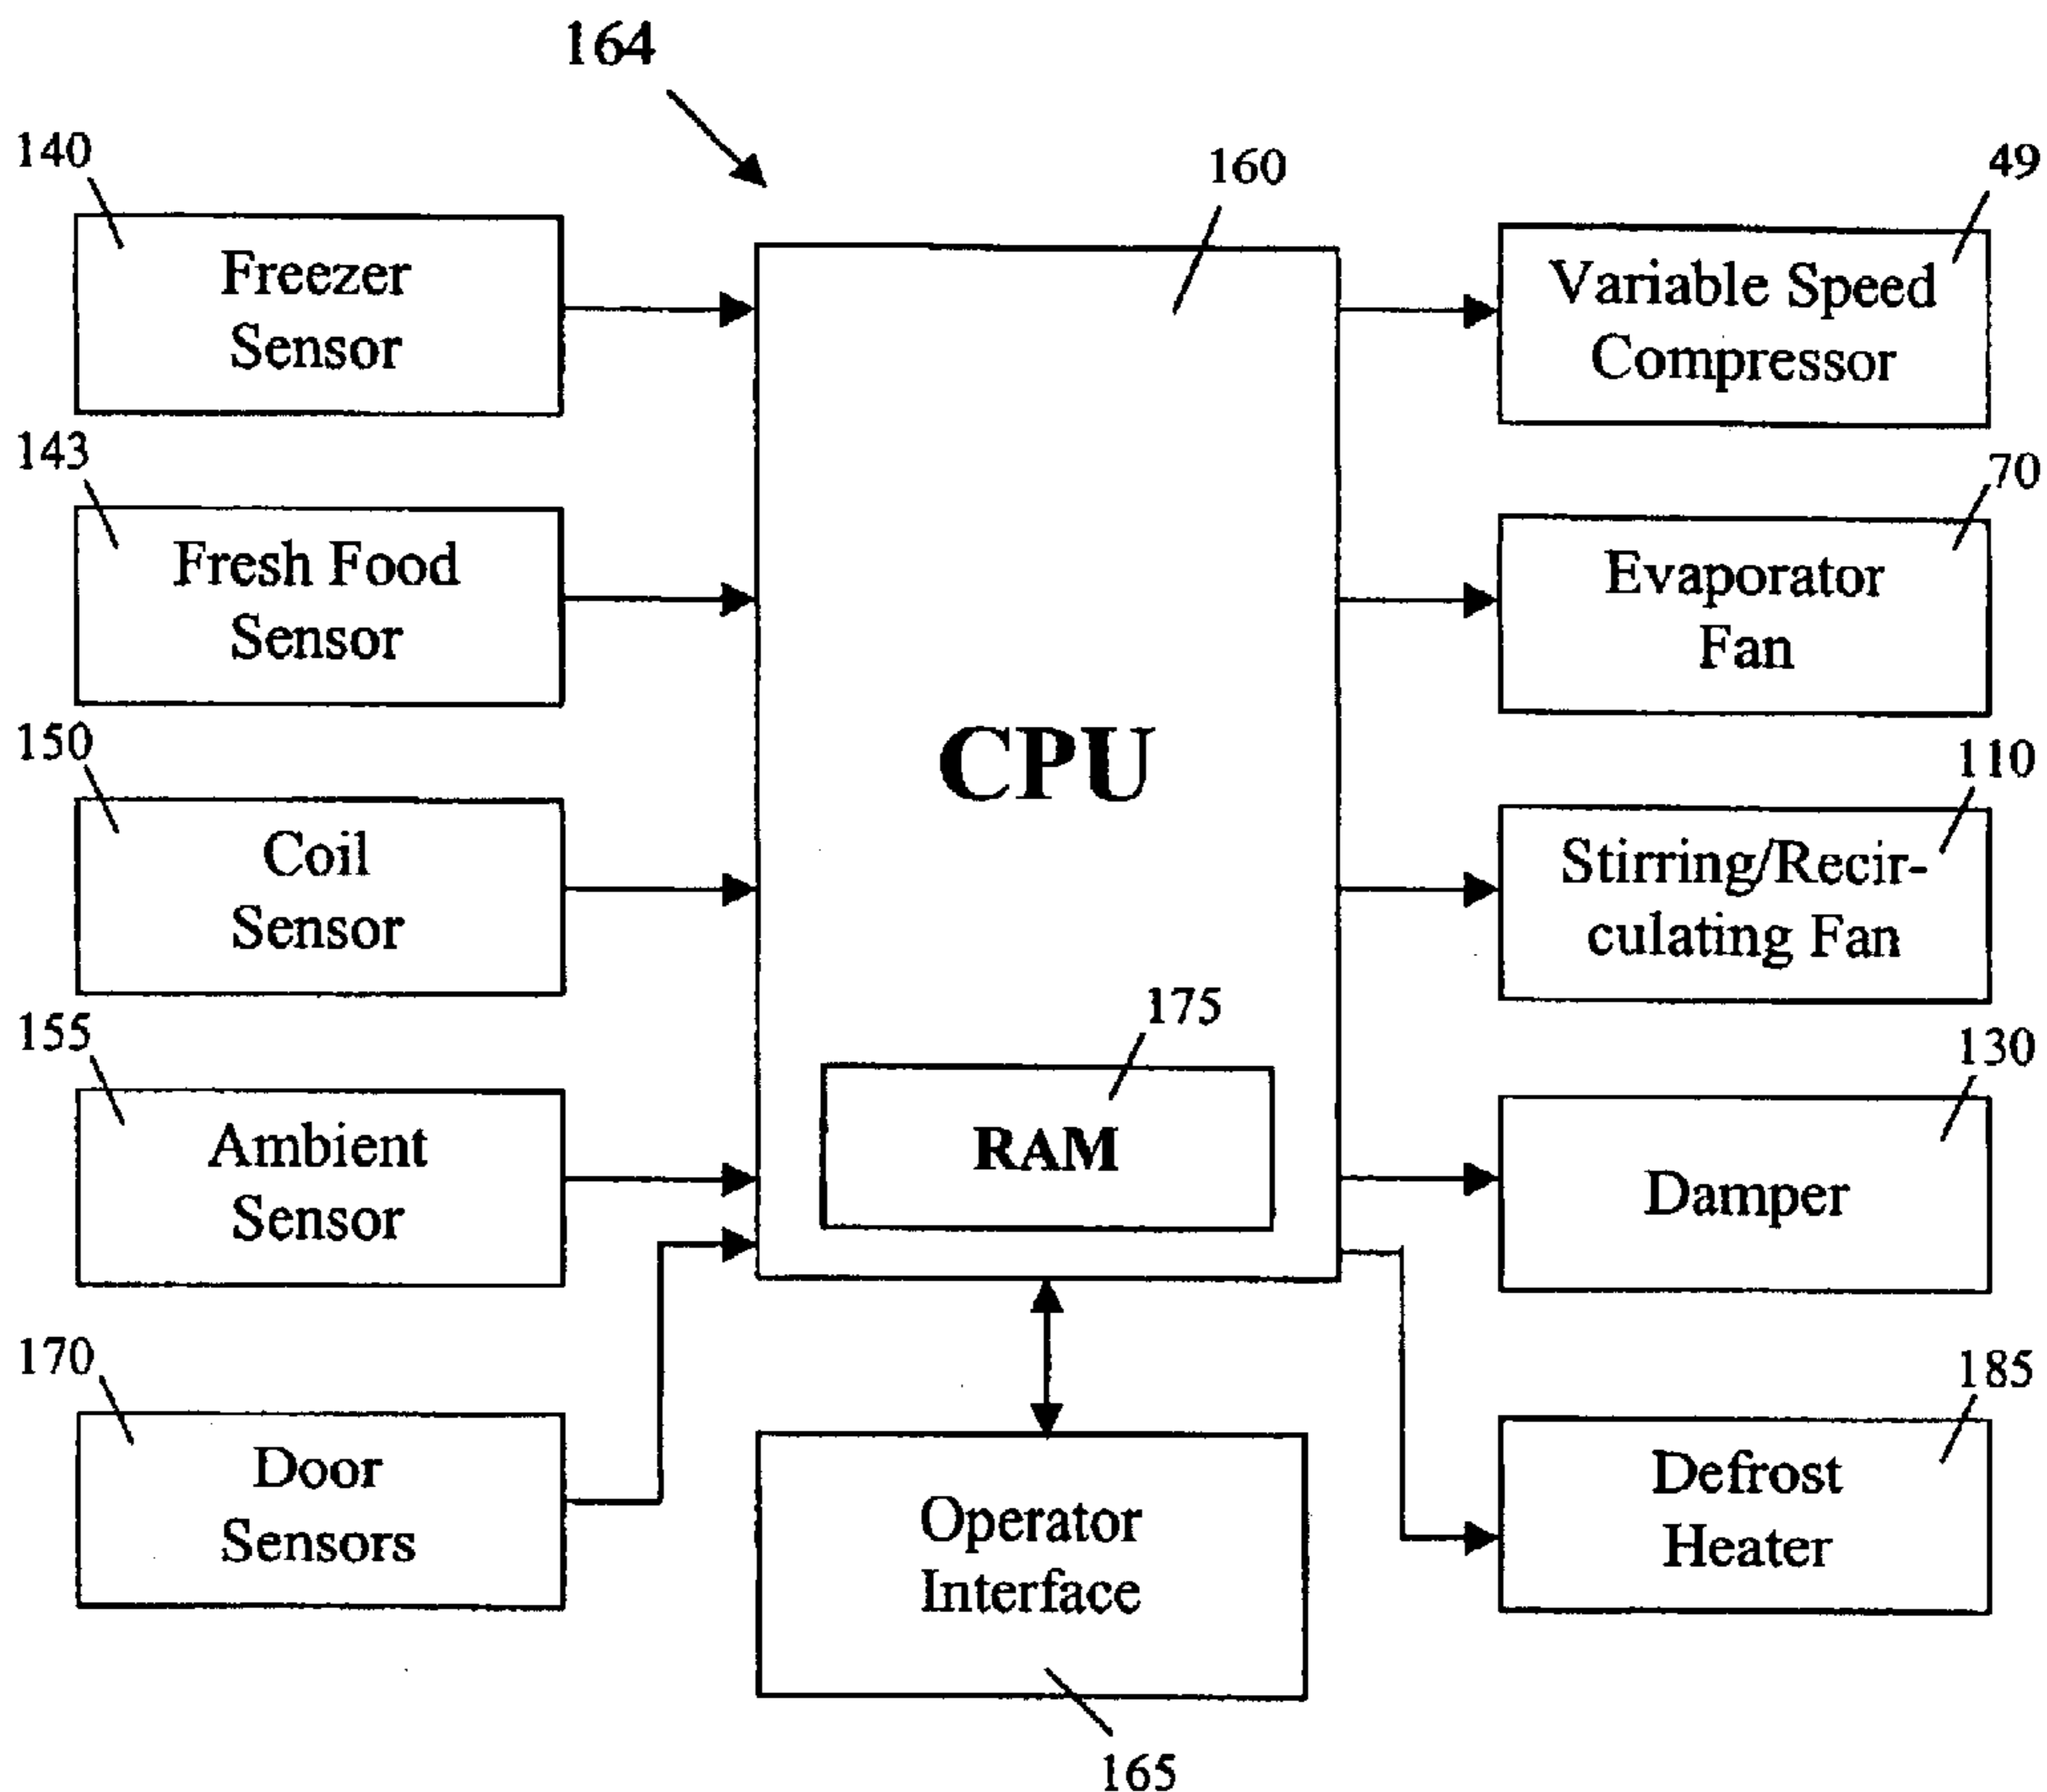 164
140
Freezer
Sensor
143
Fresh Food
Sensor
150
Coil
Sensor
155
Ambient
Sensor
170
Door
Sensors
160
CPU
175
RAM
Operator
Interface
165
49
Variable Speed
Compressor
70
Evaporator
Fan
110
Stirring/Recir-
culating Fan
130
Damper
185
Defrost
Heater